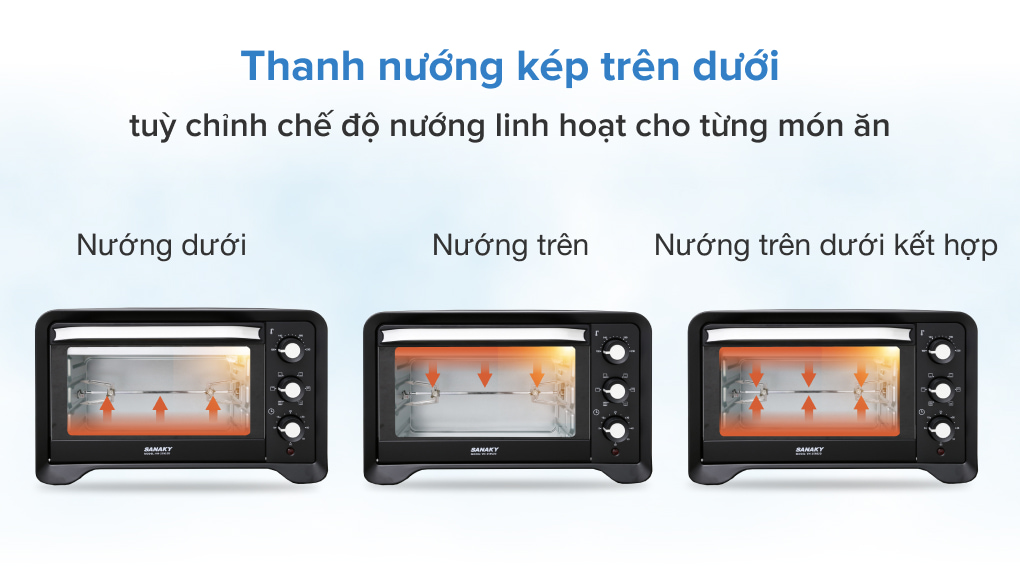 Thanh nướng kép trên dưới
tuỳ chỉnh chế độ nướng linh hoạt cho từng món ăn
Nướng dưới
Nướng trên
Nướng trên dưới kết hợp
SANAKY
SANAKY
SANAKY